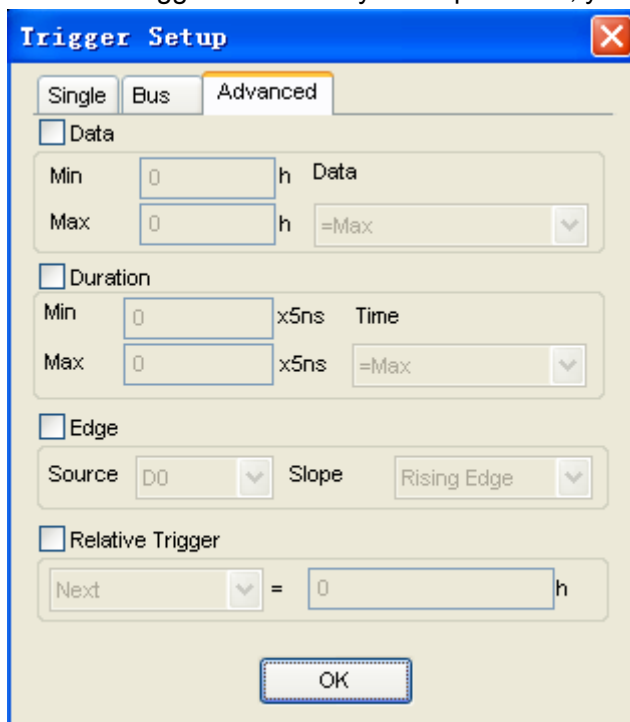 Trigger Setup
Single Bus Advanced
Data
Min 0 h Data
Max 0 h =Max
Duration
Min 0 x5ns Time
Max 0 x5ns =Max
Edge
Source D0 Slope Rising Edge
Relative Trigger
Next = 0 h
OK